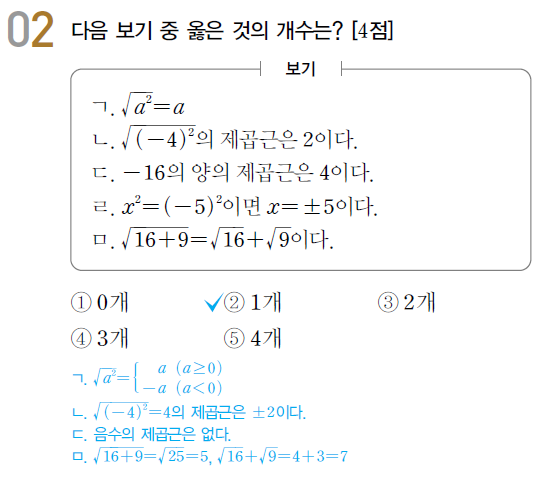 02 다음 보기 중 옳은 것의 개수는? [4점]
보기
ㄱ. √a²=a
ㄴ. √(-4)²의 제곱근은 2이다.
ㄷ. -16의 양의 제곱근은 4이다.
ㄹ. x²=(-5)²이면 x=±5이다.
ㅁ. √16+9=√16+√9이다.
① 0개 ② 1개 ③ 2개
④ 3개 ⑤ 4개
ㄱ. √a²={ a (a≥0)
-a (a<0)
ㄴ. √(-4)²=4의 제곱근은 ±2이다.
ㄷ. 음수의 제곱근은 없다.
ㅁ. √16+9=√25=5, √16+√9=4+3=7